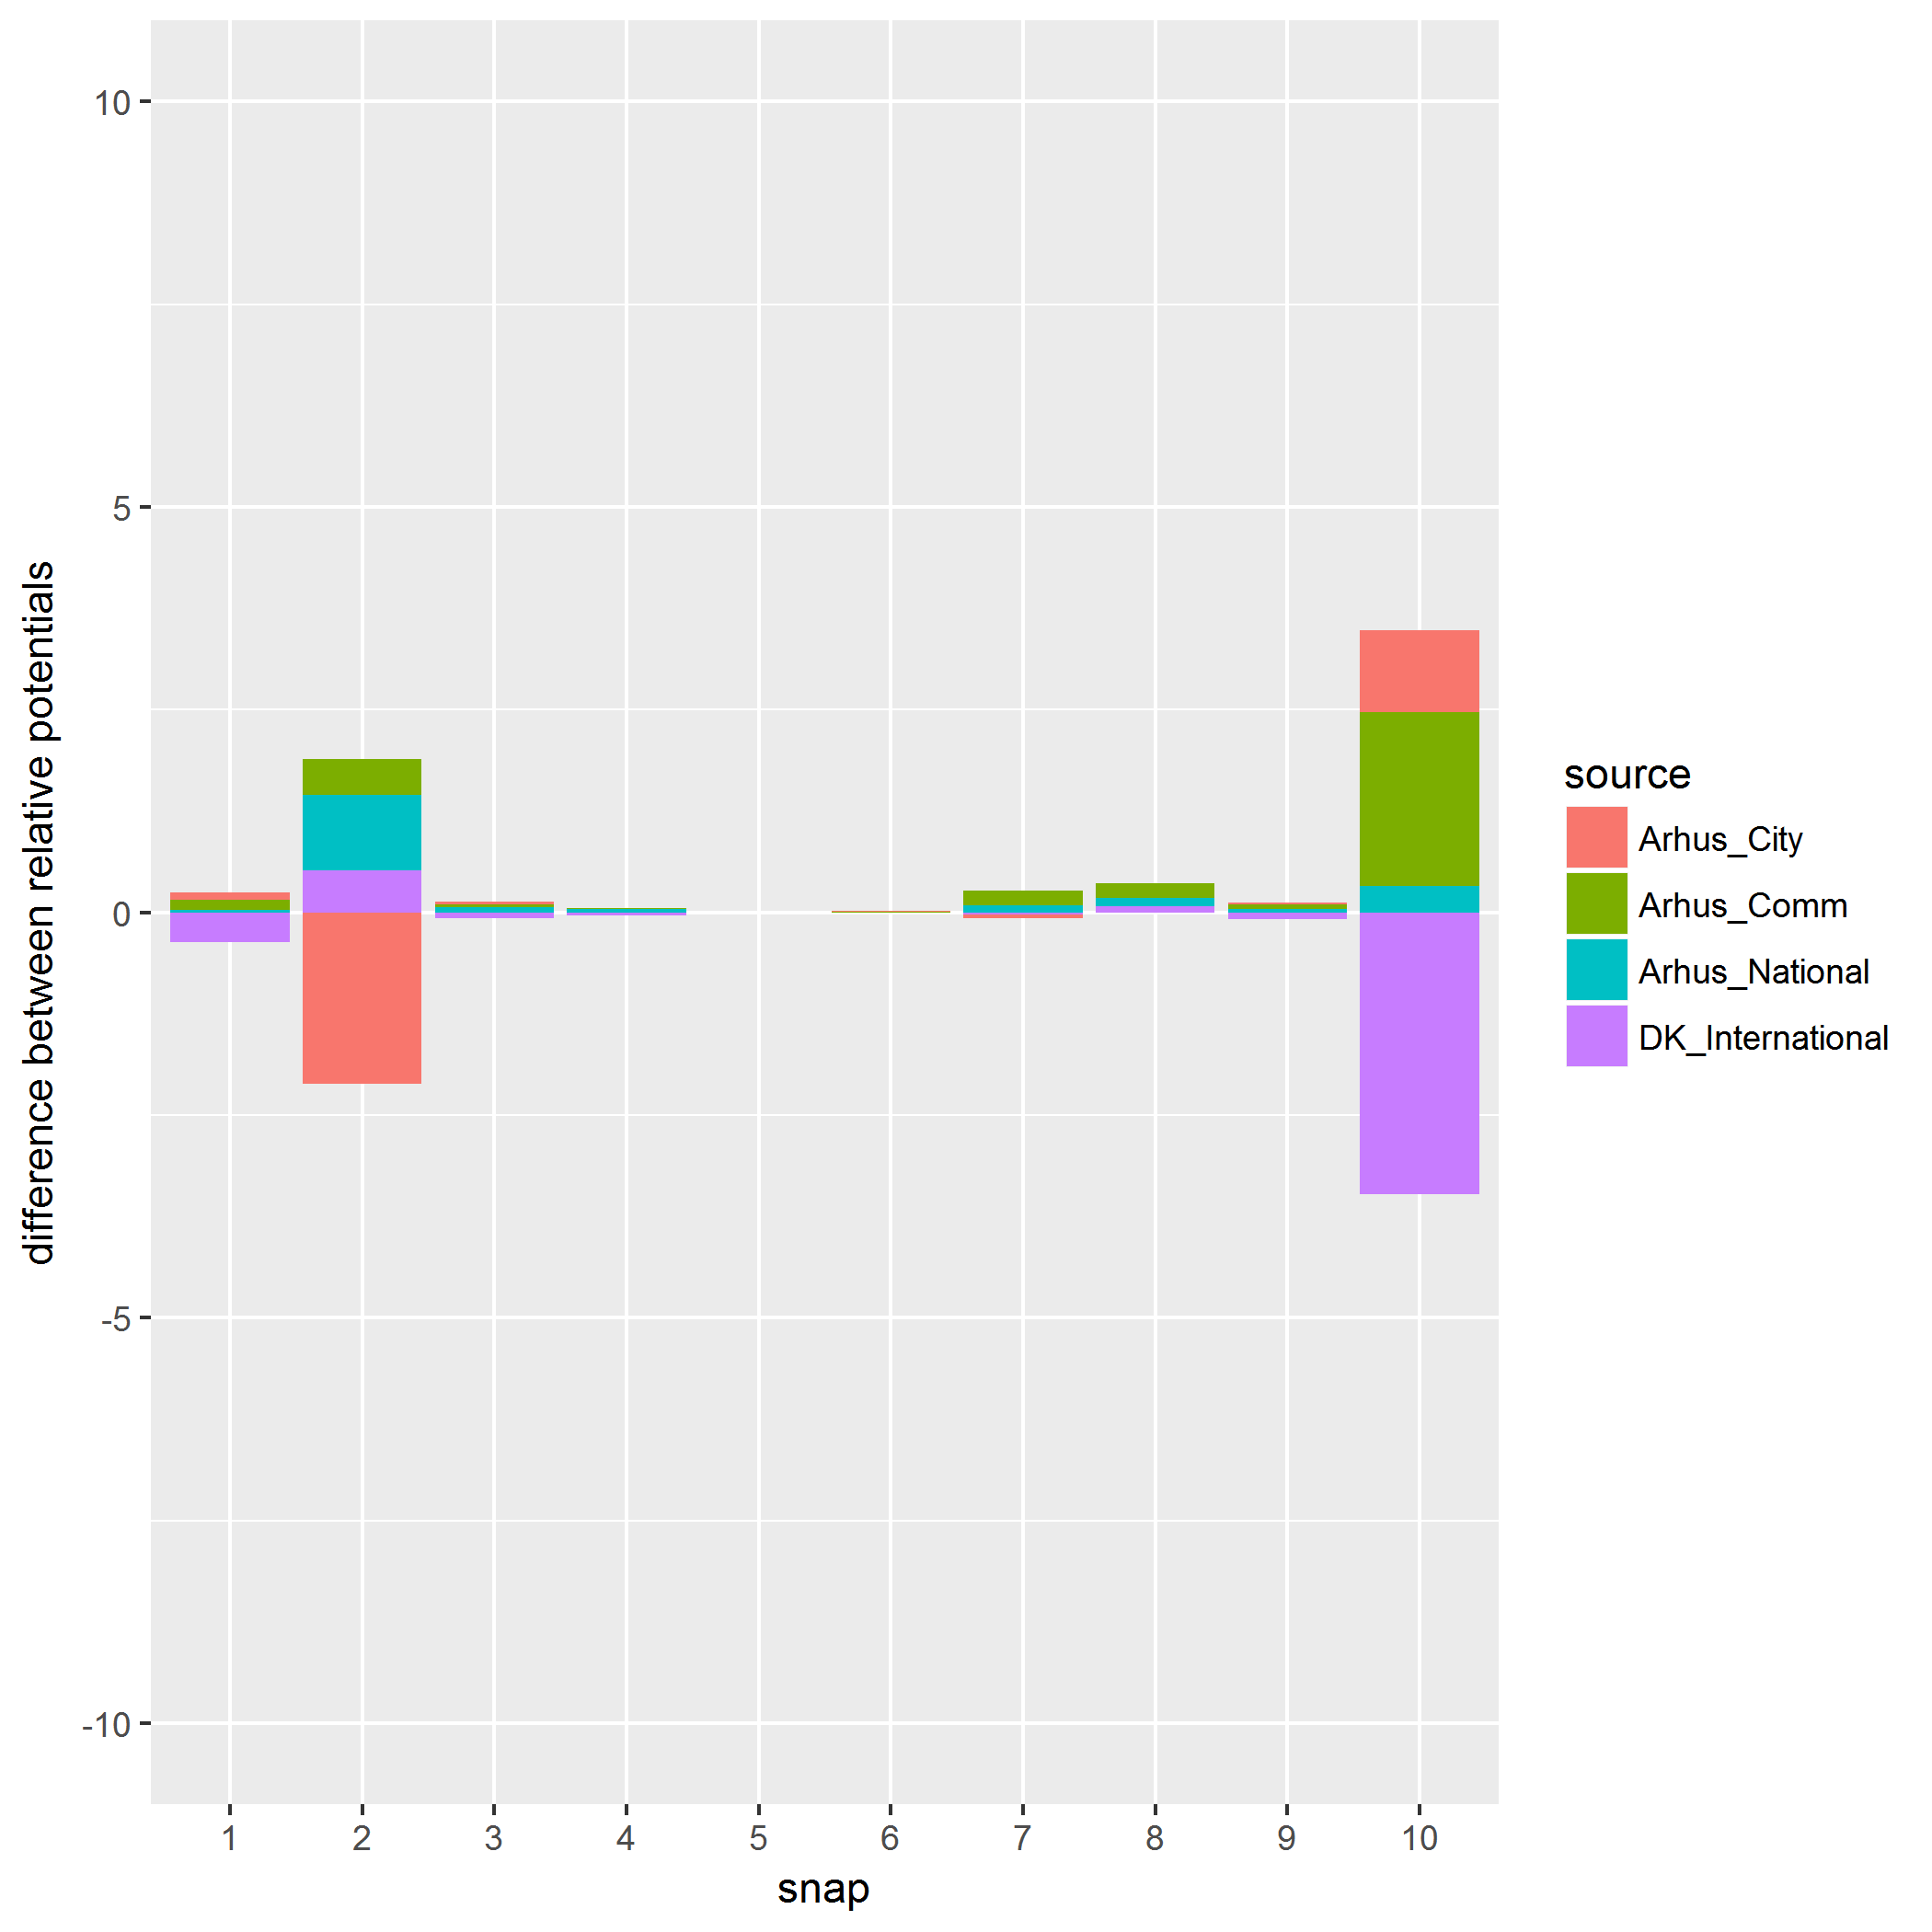 difference between relative potentials
10
5
0
-5
-10
1 2 3 4 5 6 7 8 9 10
snap
source
Arhus_City
Arhus_Comm
Arhus_National
DK_International